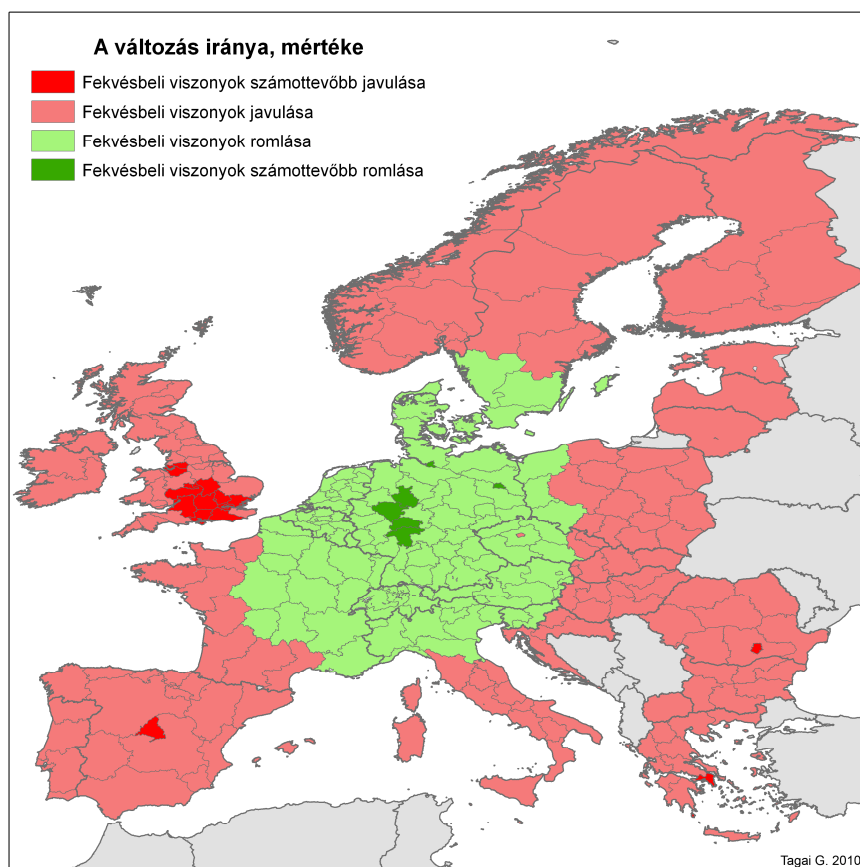 A változás iránya, mértéke
Fekvésbeli viszonyok számottevőbb javulása
Fekvésbeli viszonyok javulása
Fekvésbeli viszonyok romlása
Fekvésbeli viszonyok számottevőbb romlása
Tagai G. 2010